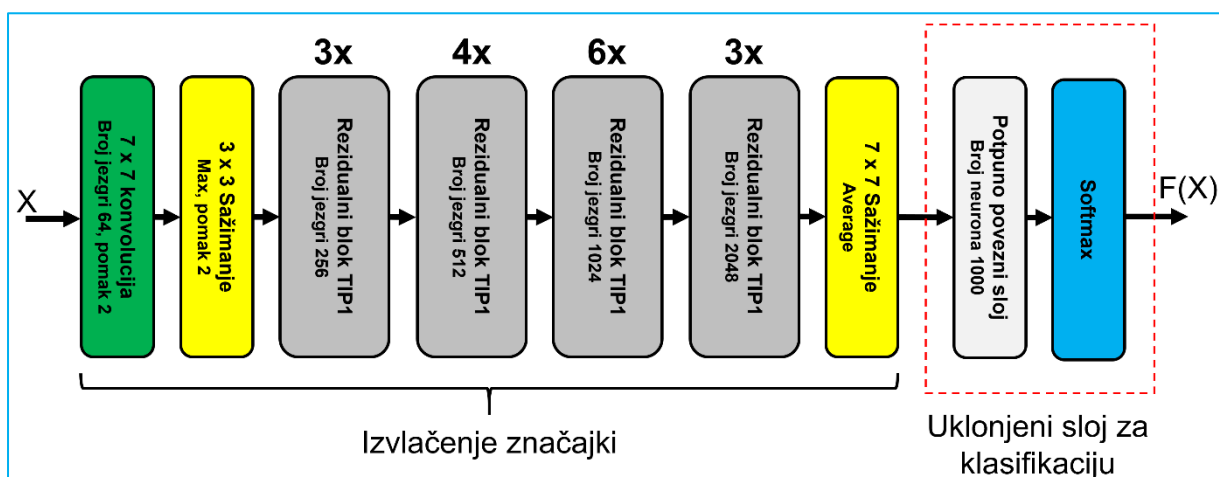 3x
4x
6x
3x
X
7 x 7 konvolucija
Broj jezgri 64, pomak 2
3 x 3 Sažimanje
Max, pomak 2
Rezidualni blok TIP1
Broj jezgri 256
Rezidualni blok TIP1
Broj jezgri 512
Rezidualni blok TIP1
Broj jezgri 1024
Rezidualni blok TIP1
Broj jezgri 2048
7 x 7 Sažimanje
Average
Potpuno povezni sloj
Broj neurona 1000
Softmax
F(X)
Izvlačenje značajki
Uklonjeni sloj za
klasifikaciju